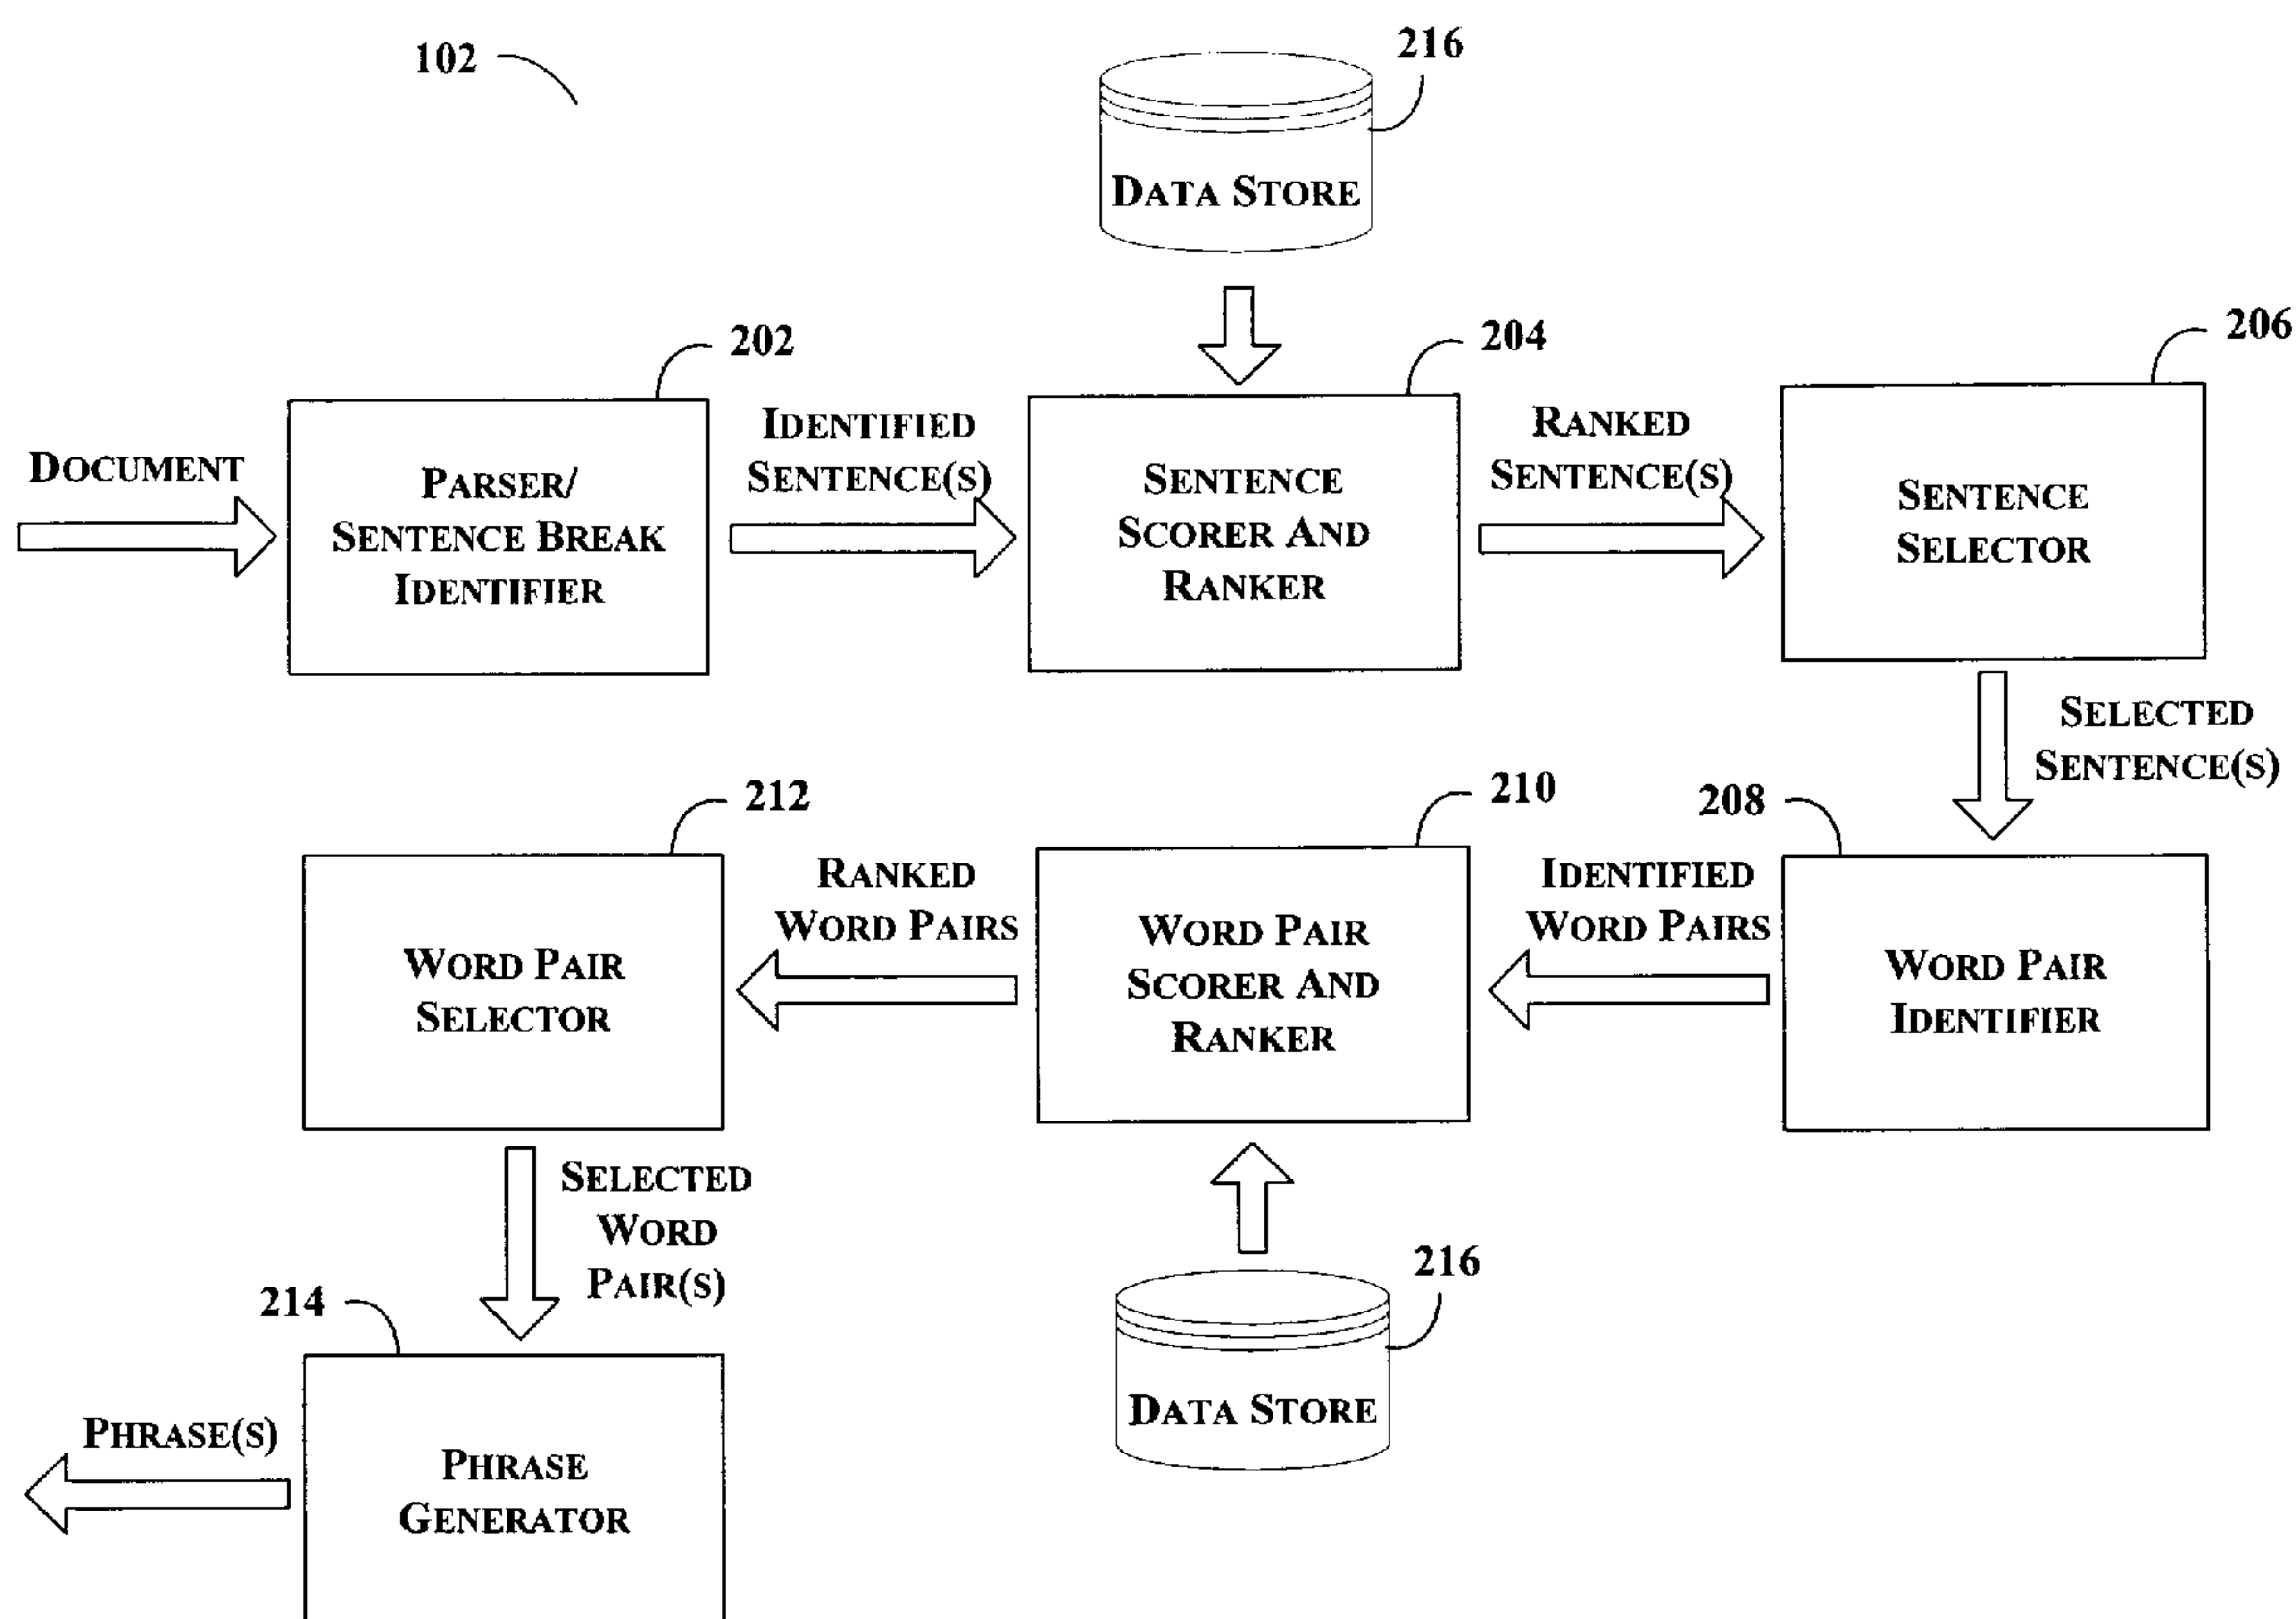 102
216
DATA STORE
202
204
206
DOCUMENT
PARSER/
SENTENCE BREAK
IDENTIFIER
IDENTIFIED
SENTENCE(S)
SENTENCE
SCORER AND
RANKER
RANKED
SENTENCE(S)
SENTENCE
SELECTOR
SELECTED
SENTENCE(S)
208
WORD PAIR
IDENTIFIER
IDENTIFIED
WORD PAIRS
210
WORD PAIR
SCORER AND
RANKER
RANKED
WORD PAIRS
212
WORD PAIR
SELECTOR
216
DATA STORE
SELECTED
WORD
PAIR(S)
214
PHRASE
GENERATOR
PHRASE(S)